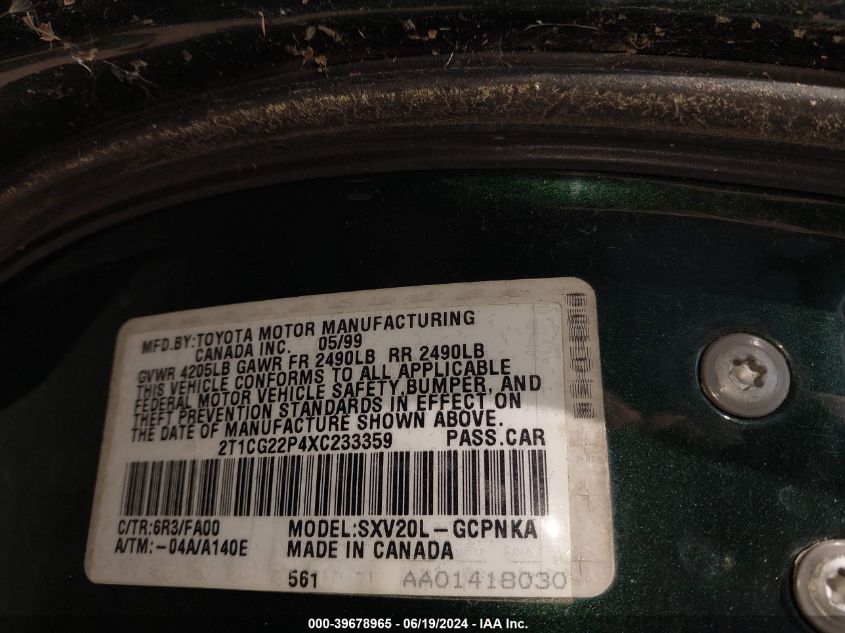 MFD.BY:TOYOTA MOTOR MANUFACTURING
CANADA INC. 05/99
GVWR 4205LB GAWR FR 2490LB RR 2490LB
THIS VEHICLE CONFORMS TO ALL APPLICABLE
FEDERAL MOTOR VEHICLE SAFETY,BUMPER, AND
THEFT PREVENTION STANDARDS IN EFFECT ON
THE DATE OF MANUFACTURE SHOWN ABOVE.
2T1CG22P4XC233359 PASS.CAR
C/TR:6R3/FA00 MODEL:SXV20L-GCPNKA
A/TM:-04A/A140E MADE IN CANADA
561 AA01418030
000-39678965 - 06/19/2024 - IAA Inc.